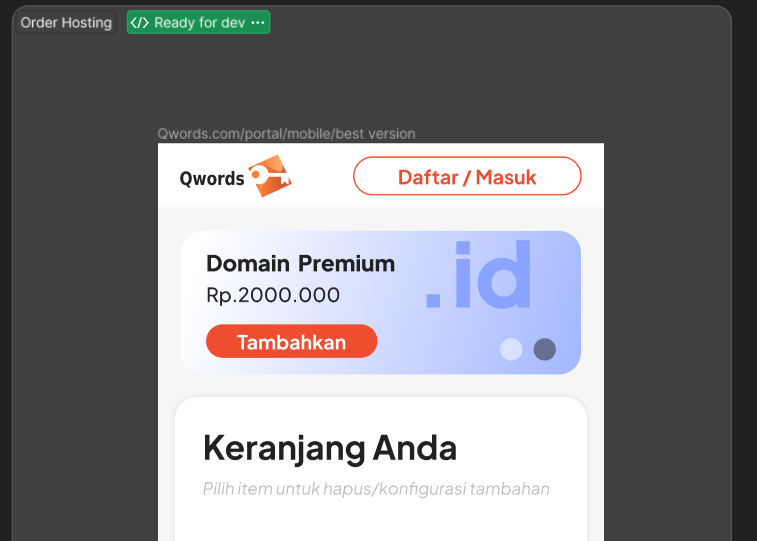 Order Hosting </> Ready for dev ...
Qwords.com/portal/mobile/best version
Qwords Daftar / Masuk
Domain Premium
Rp.2000.000
.id
Tambahkan
Keranjang Anda
Pilih item untuk hapus/konfigurasi tambahan